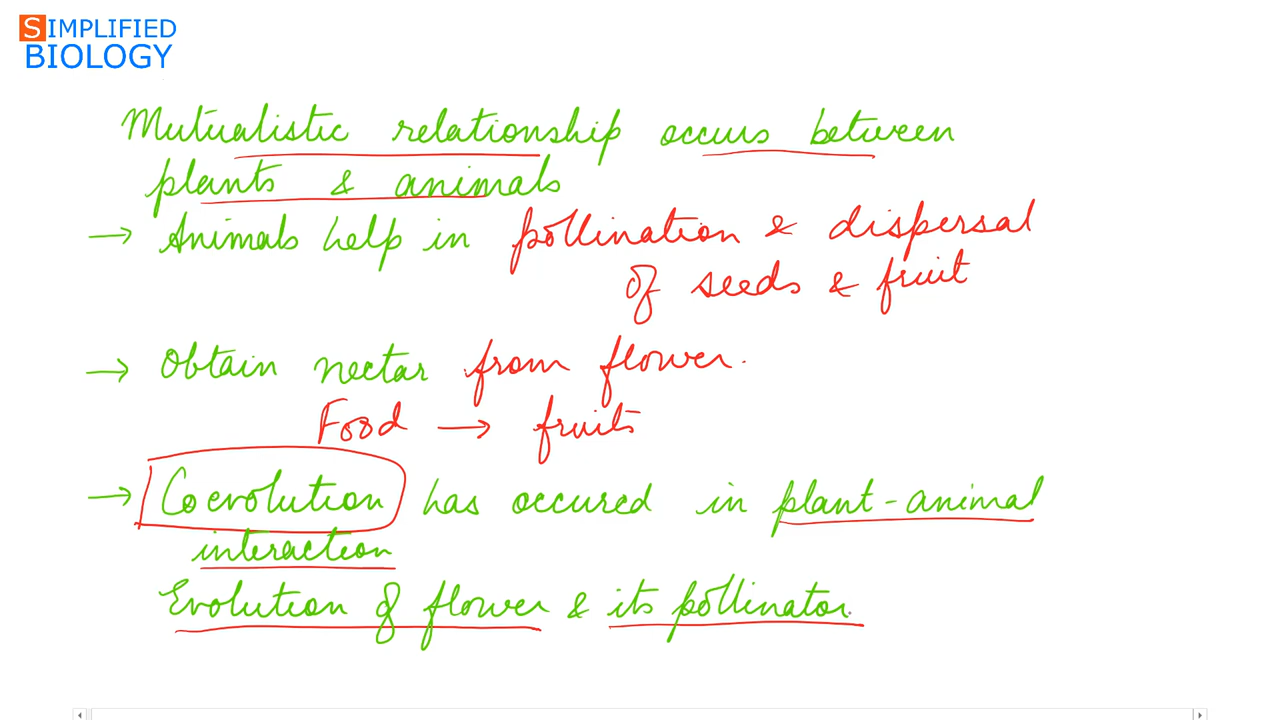 SIMPLIFIED
BIOLOGY
Mutualistic relationship occurs between
plants & animals
→ Animals help in pollination & dispersal
of seeds & fruit
→ Obtain nectar from flower.
Food → fruits
→ Coevolution has occured in plant-animal
interaction
Evolution of flower & its pollinator.